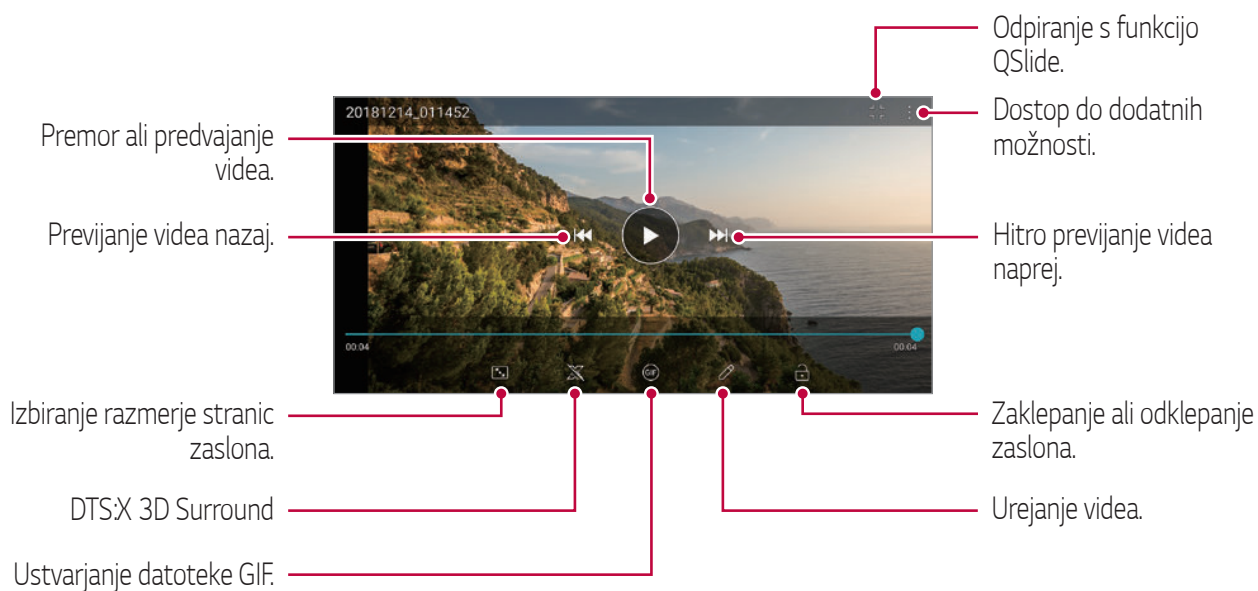 Odpiranje s funkcijo
QSlide.
20181214_011452
Dostop do dodatnih
možnosti.
Premor ali predvajanje
videa.
Previjanje videa nazaj.
Hitro previjanje videa
naprej.
00:04
00:04
GIF
Izbiranje razmerje stranic
zaslona.
Zaklepanje ali odklepanje
zaslona.
DTS:X 3D Surround
Urejanje videa.
Ustvarjanje datoteke GIF.